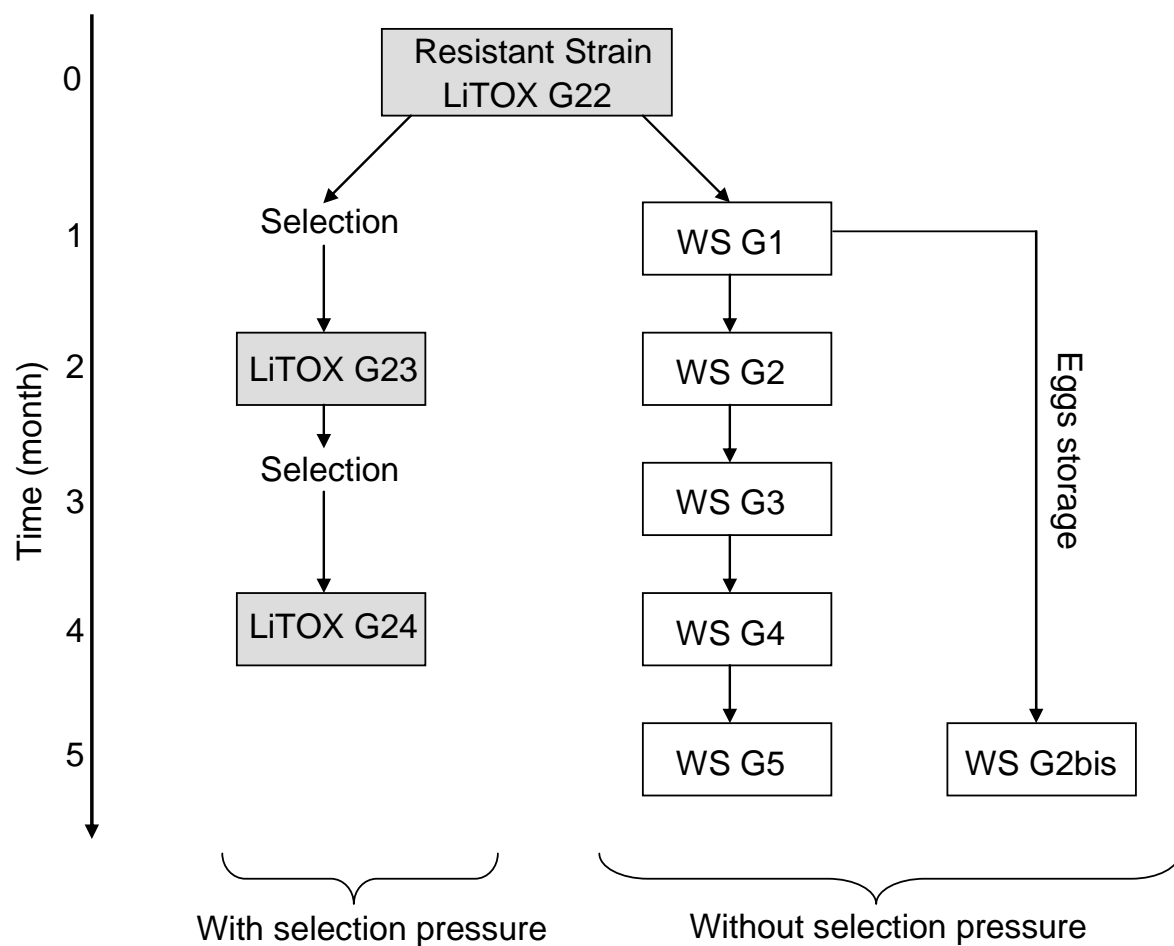 Resistant Strain
LiTOX G22
0
Selection
1
WS G1
LiTOX G23
2
WS G2
Eggs storage
Time (month)
Selection
3
WS G3
LiTOX G24
4
WS G4
5
WS G5
WS G2bis
With selection pressure
Without selection pressure